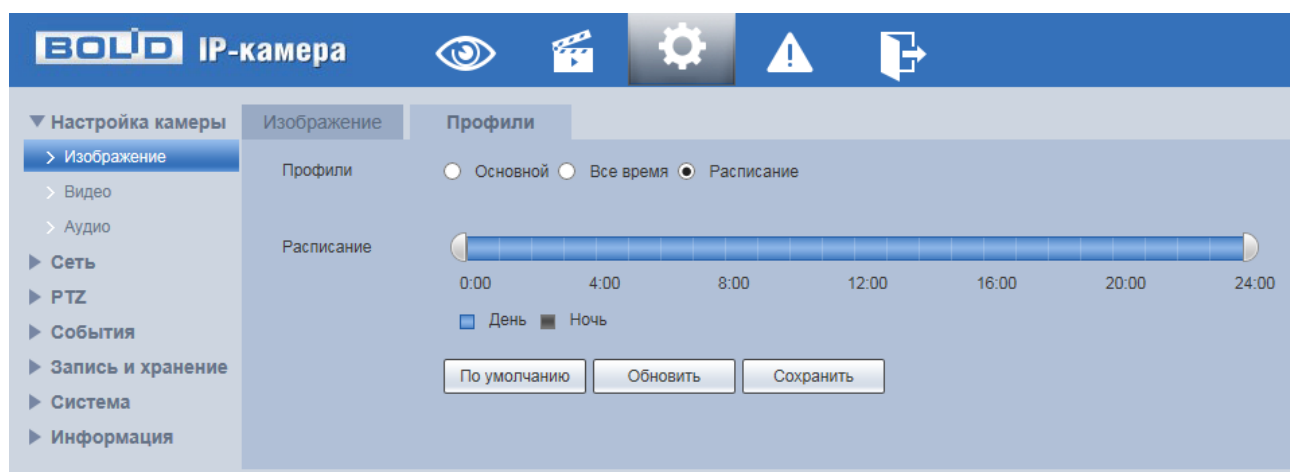 BOLID IP-камера
Настройка камеры
Изображение
Видео
Аудио
Сеть
PTZ
События
Запись и хранение
Система
Информация
Изображение Профили
Профили Основной Все время Расписание
Расписание
0:00 4:00 8:00 12:00 16:00 20:00 24:00
День Ночь
По умолчанию Обновить Сохранить